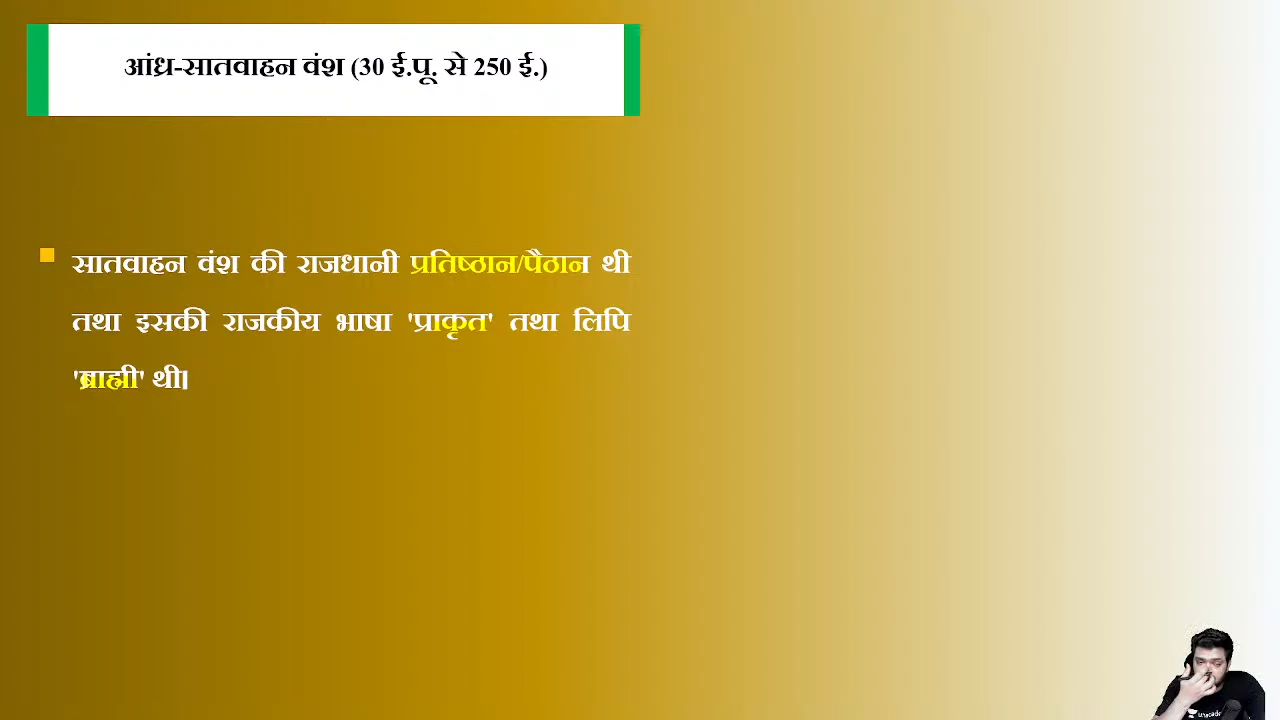 आंध्र-सातवाहन वंश (30 ई.पू. से 250 ई.)
सातवाहन वंश की राजधानी प्रतिष्ठान/पैठान थी
तथा इसकी राजकीय भाषा 'प्राकृत' तथा लिपि
'ब्राह्मी' थी।